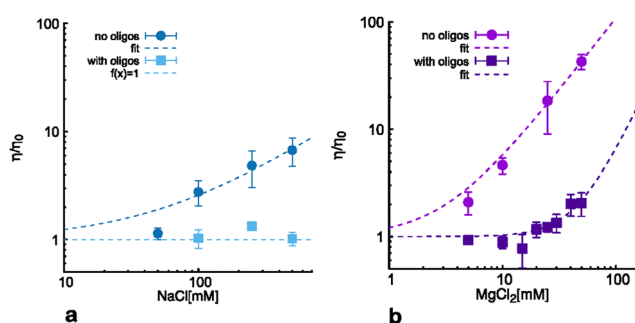 no oligos
fit
with oligos
f(x)=1
100
10
1
η/η0
10
100
NaCl[mM]
a
no oligos
fit
with oligos
fit
100
10
1
η/η0
1
10
100
MgCl2[mM]
b